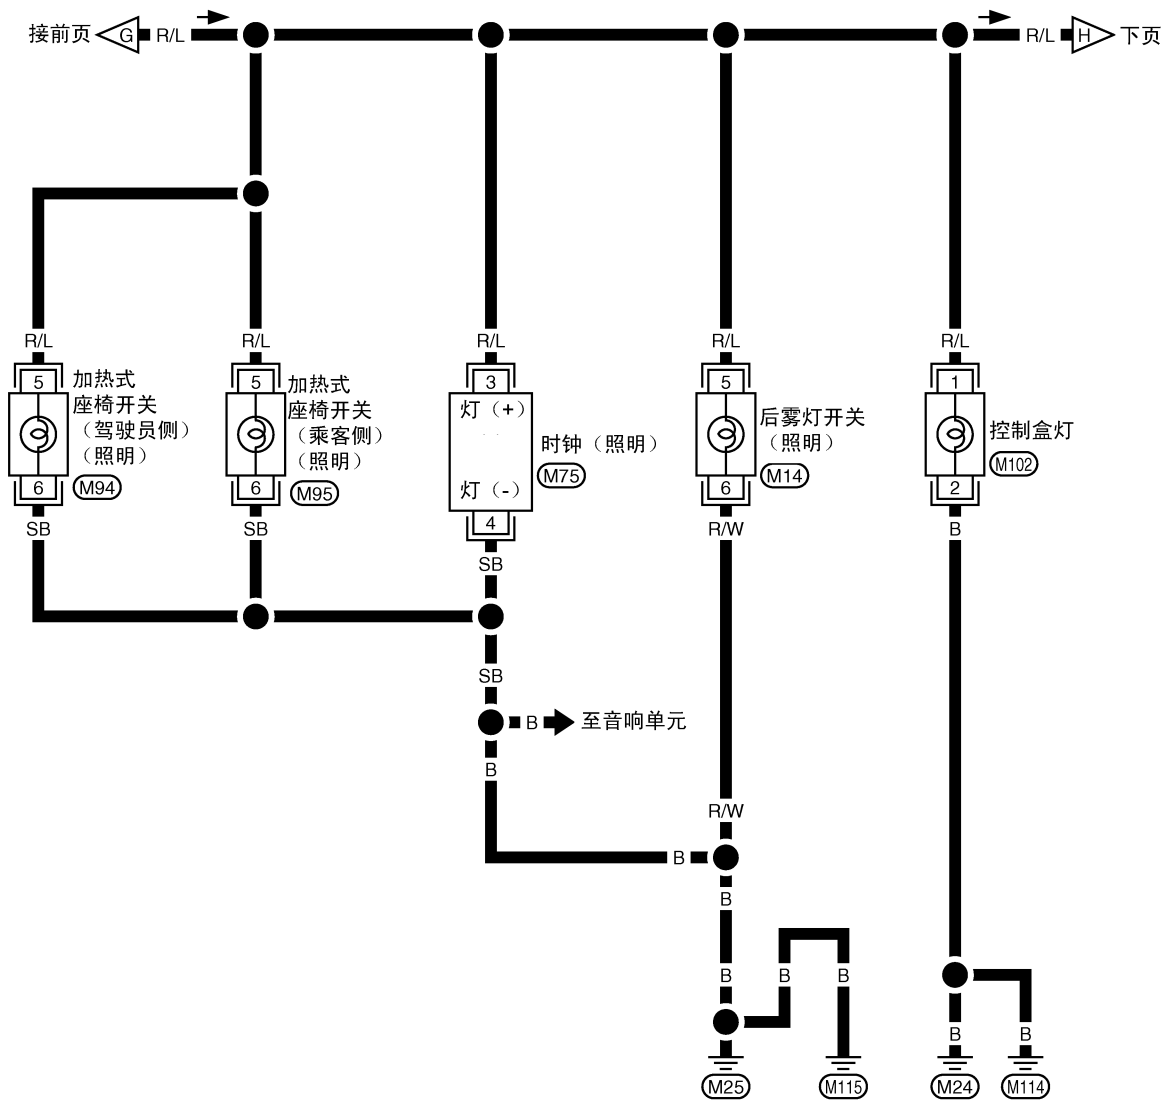 接前页 G R/L R/L H 下页
R/L R/L R/L R/L R/L
5 5 3 5 1
加热式
座椅开关
（驾驶员侧）
（照明）
M94
加热式
座椅开关
（乘客侧）
（照明）
M95
灯（+）
灯（-）
时钟（照明）
M75
后雾灯开关
（照明）
M14
控制盒灯
M102
6 6 4 6 2
SB SB SB R/W B
SB
B 至音响单元
B
R/W
B
B
B B B
B B
M25 M115 M24 M114